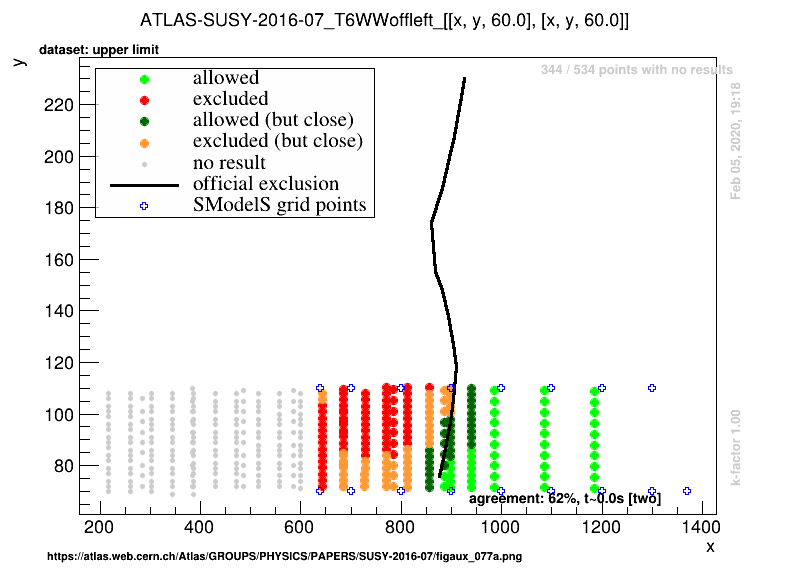 ATLAS-SUSY-2016-07_T6WWoffleft_[[x, y, 60.0], [x, y, 60.0]]
dataset: upper limit
y
344 / 534 points with no results
allowed
excluded
allowed (but close)
excluded (but close)
no result
official exclusion
SModelS grid points
Feb 05, 2020, 19:18
k-factor 1.00
220
200
180
160
140
120
100
80
agreement: 62%, t~0.0s [two]
200 400 600 800 1000 1200 1400
x
https://atlas.web.cern.ch/Atlas/GROUPS/PHYSICS/PAPERS/SUSY-2016-07/figaux_077a.png